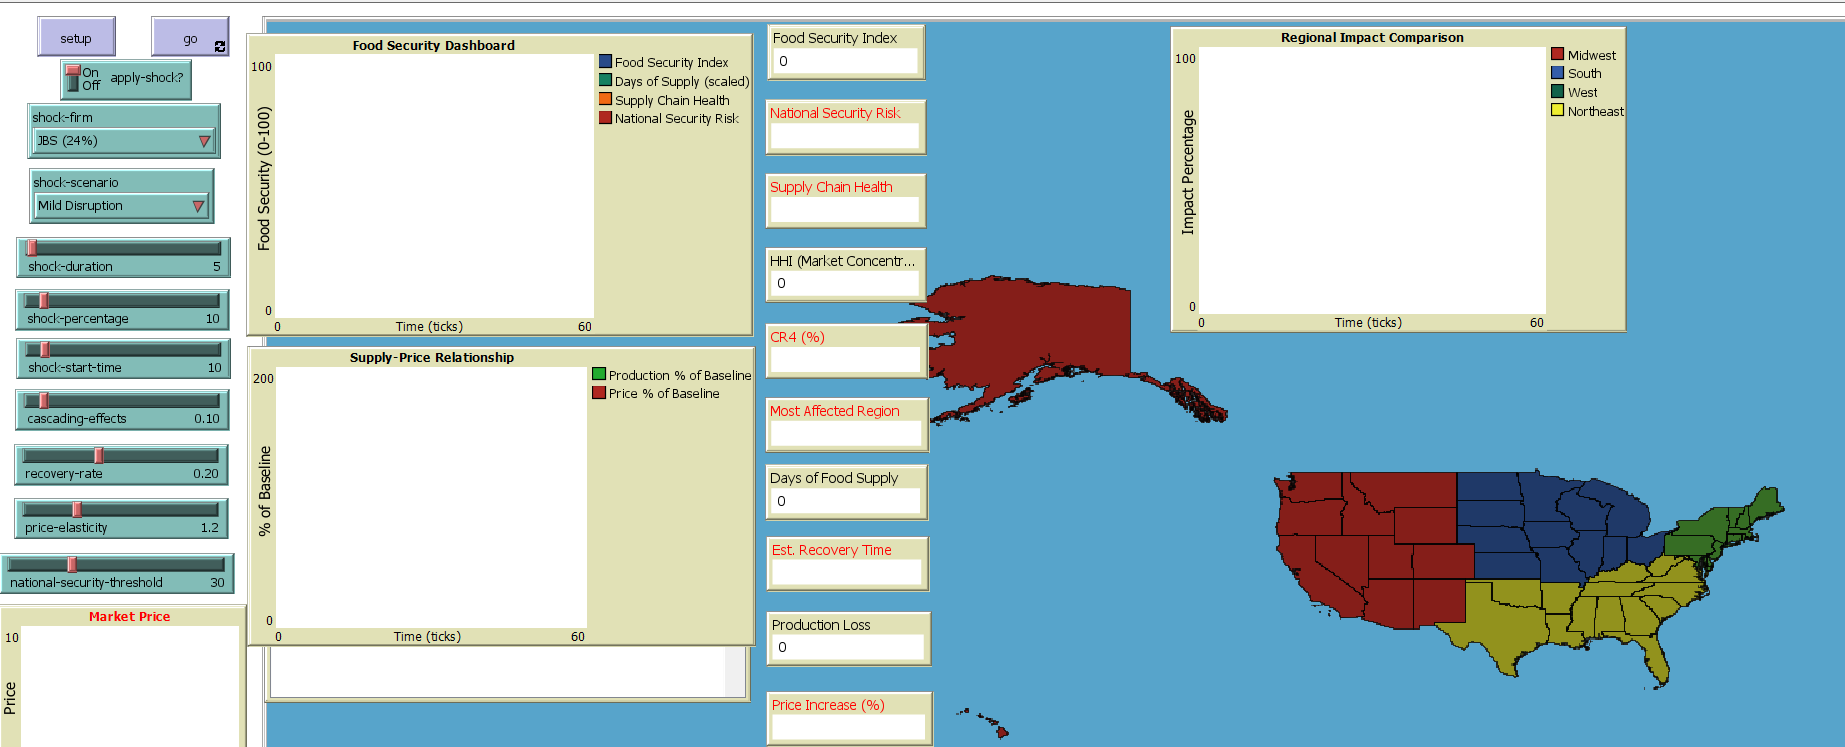 setup
go
On
Off
apply-shock?
shock-firm
JBS (24%)
shock-scenario
Mild Disruption
shock-duration 5
shock-percentage 10
shock-start-time 10
cascading-effects 0.10
recovery-rate 0.20
price-elasticity 1.2
national-security-threshold 30
Market Price
10
Price
Food Security Dashboard
100
Food Security (0-100)
0
0 Time (ticks) 60
Food Security Index
Days of Supply (scaled)
Supply Chain Health
National Security Risk
Supply-Price Relationship
200
% of Baseline
0
0 Time (ticks) 60
Production % of Baseline
Price % of Baseline
Food Security Index
0
National Security Risk
Supply Chain Health
HHI (Market Concentr...
0
CR4 (%)
Most Affected Region
Days of Food Supply
0
Est. Recovery Time
Production Loss
0
Price Increase (%)
Regional Impact Comparison
100
Impact Percentage
0
0 Time (ticks) 60
Midwest
South
West
Northeast